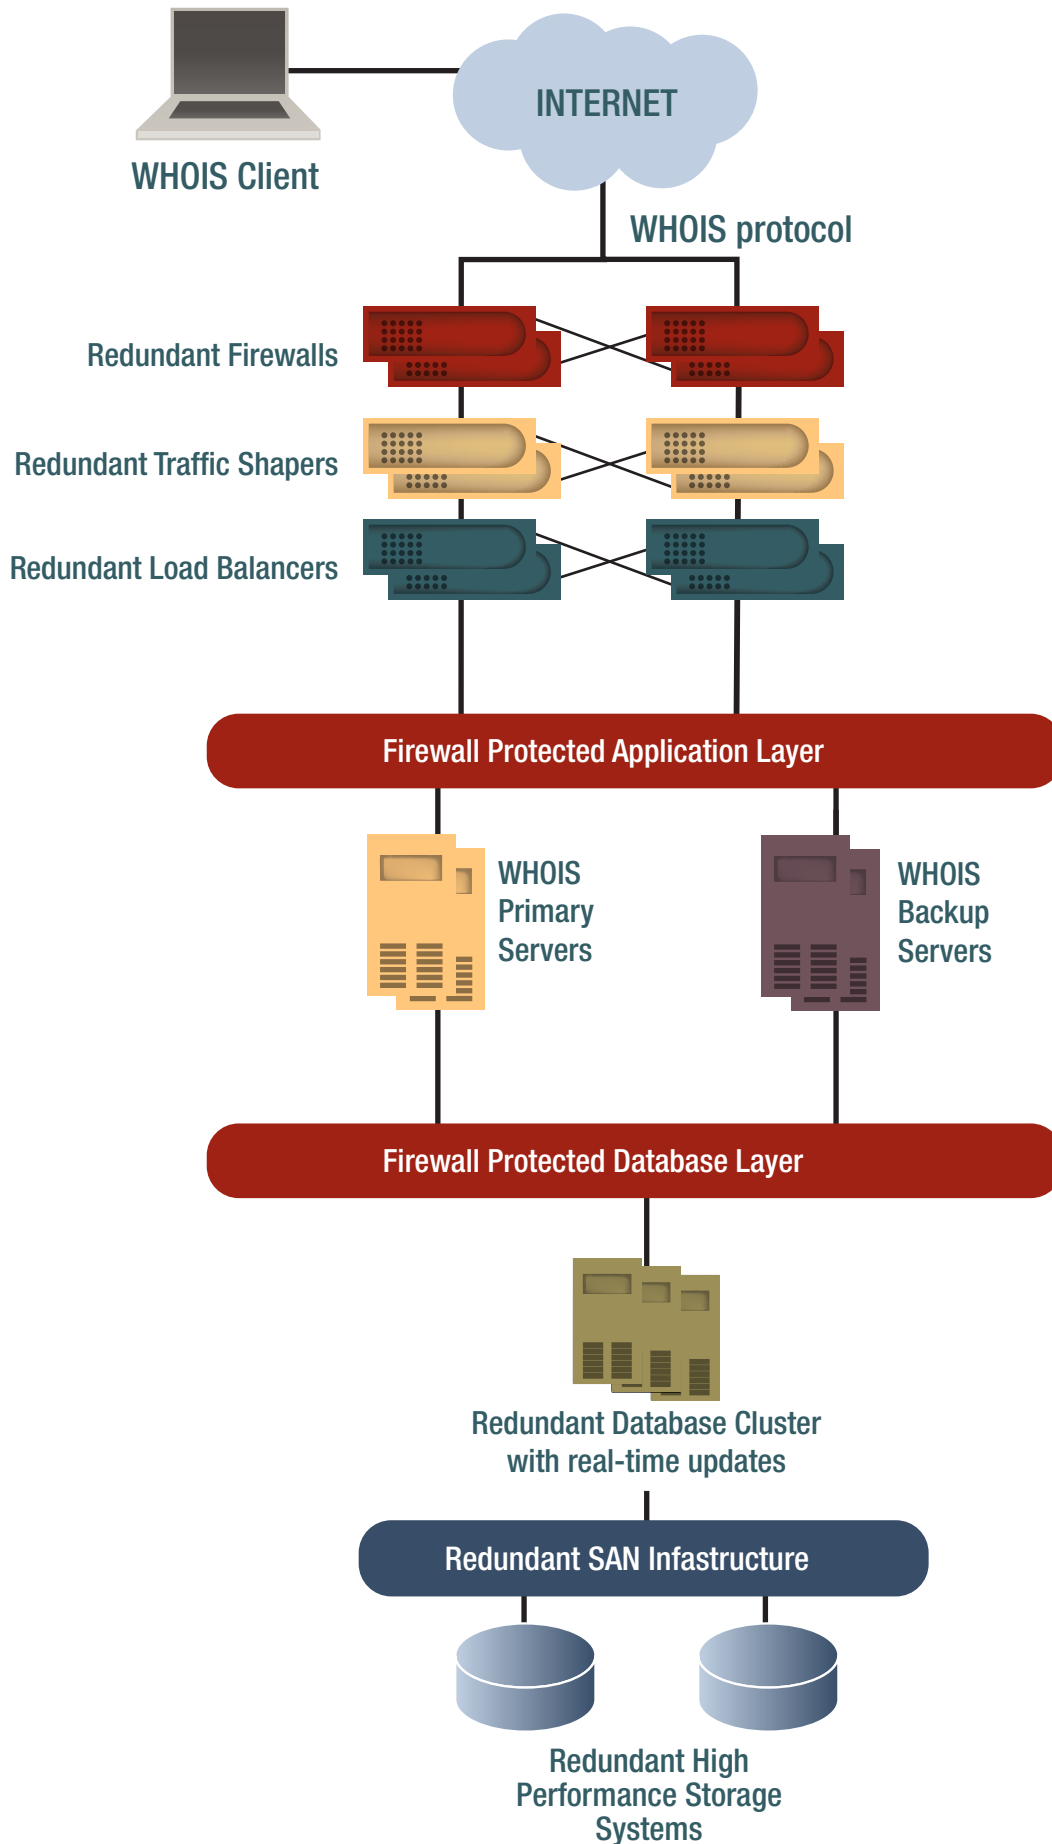 INTERNET
WHOIS Client
WHOIS protocol
Redundant Firewalls
Redundant Traffic Shapers
Redundant Load Balancers
Firewall Protected Application Layer
WHOIS
Primary
Servers
WHOIS
Backup
Servers
Firewall Protected Database Layer
Redundant Database Cluster
with real-time updates
Redundant SAN Infastructure
Redundant High
Performance Storage
Systems